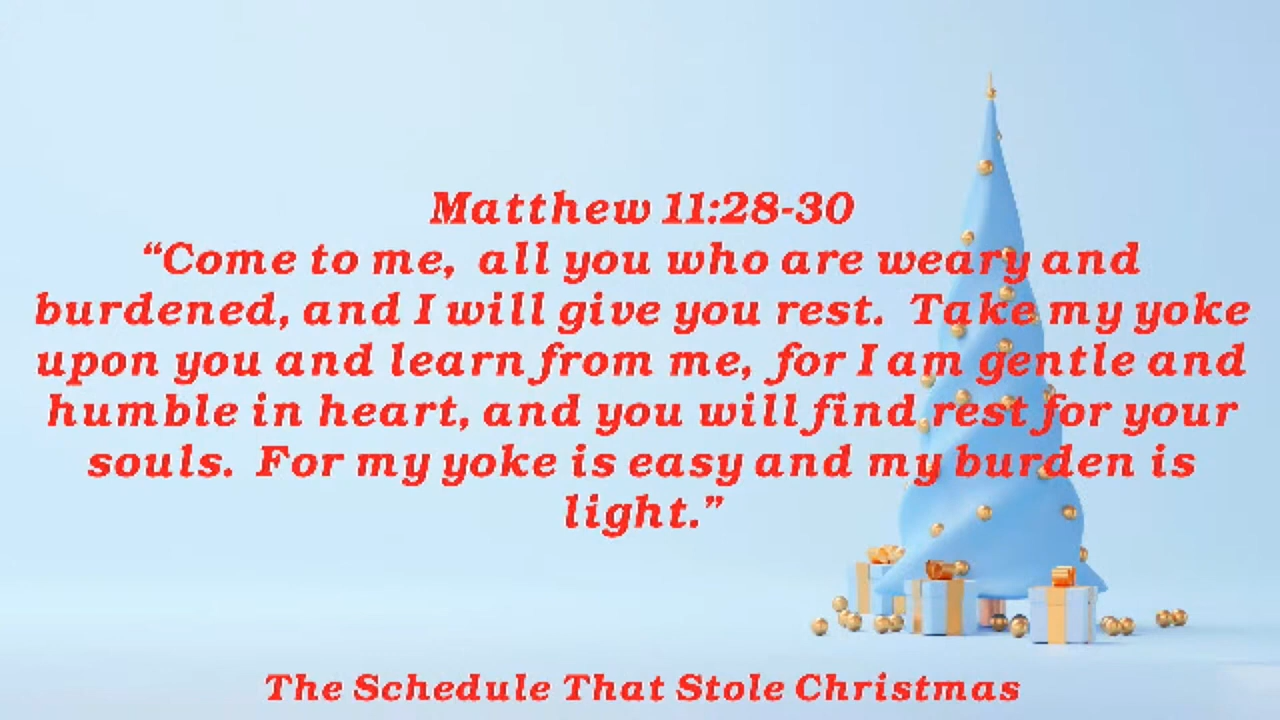 Matthew 11:28-30
“Come to me, all you who are weary and
burdened, and I will give you rest. Take my yoke
upon you and learn from me, for I am gentle and
humble in heart, and you will find rest for your
souls. For my yoke is easy and my burden is
light.”
The Schedule That Stole Christmas